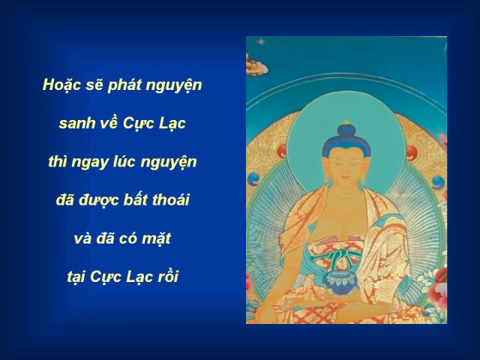 Hoặc sẽ phát nguyện
sanh về Cực Lạc
thì ngay lúc nguyện
đã được bất thoái
và đã có mặt
tại Cực Lạc rồi